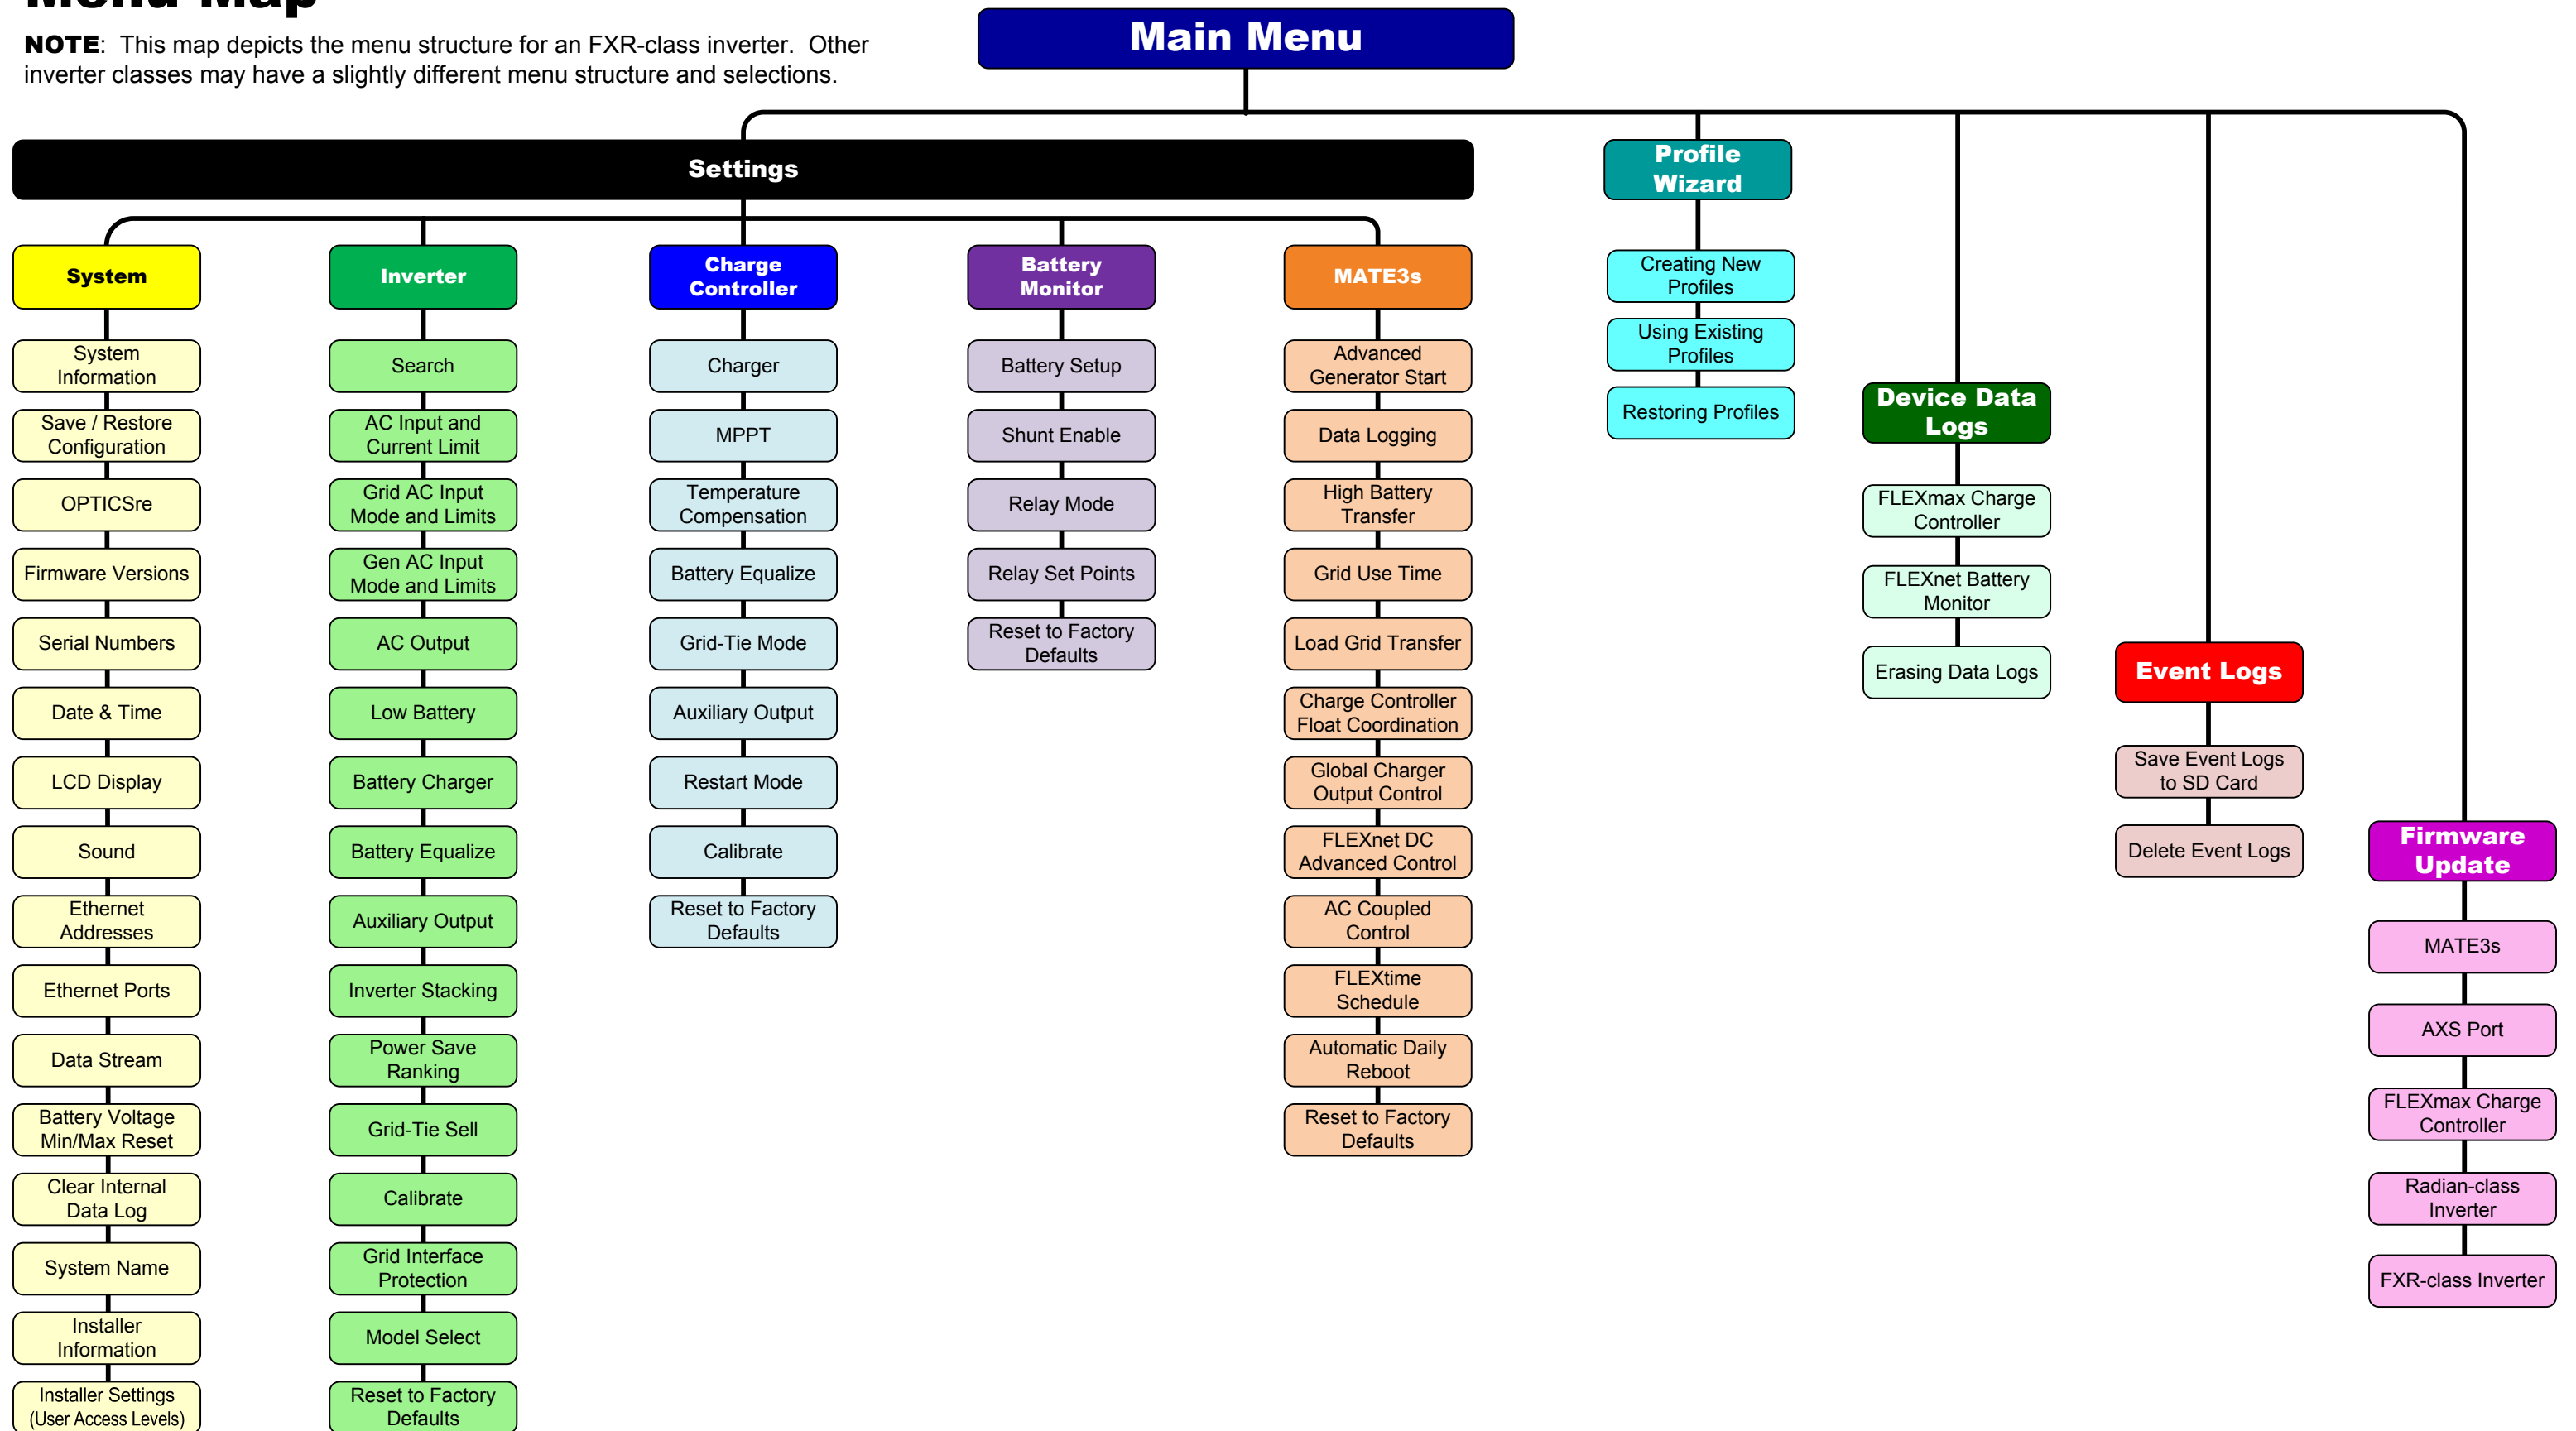 Menu Map
NOTE: This map depicts the menu structure for an FXR-class inverter. Other
inverter classes may have a slightly different menu structure and selections.
Main Menu
Settings
System
System
Information
Save / Restore
Configuration
OPTICSre
Firmware Versions
Serial Numbers
Date & Time
LCD Display
Sound
Ethernet
Addresses
Ethernet Ports
Data Stream
Battery Voltage
Min/Max Reset
Clear Internal
Data Log
System Name
Installer
Information
Installer Settings
(User Access Levels)
Inverter
Search
AC Input and
Current Limit
Grid AC Input
Mode and Limits
Gen AC Input
Mode and Limits
AC Output
Low Battery
Battery Charger
Battery Equalize
Auxiliary Output
Inverter Stacking
Power Save
Ranking
Grid-Tie Sell
Calibrate
Grid Interface
Protection
Model Select
Reset to Factory
Defaults
Charge
Controller
Charger
MPPT
Temperature
Compensation
Battery Equalize
Grid-Tie Mode
Auxiliary Output
Restart Mode
Calibrate
Reset to Factory
Defaults
Battery
Monitor
Battery Setup
Shunt Enable
Relay Mode
Relay Set Points
Reset to Factory
Defaults
MATE3s
Advanced
Generator Start
Data Logging
High Battery
Transfer
Grid Use Time
Load Grid Transfer
Charge Controller
Float Coordination
Global Charger
Output Control
FLEXnet DC
Advanced Control
AC Coupled
Control
FLEXtime
Schedule
Automatic Daily
Reboot
Reset to Factory
Defaults
Profile
Wizard
Creating New
Profiles
Using Existing
Profiles
Restoring Profiles
Device Data
Logs
FLEXmax Charge
Controller
FLEXnet Battery
Monitor
Erasing Data Logs
Event Logs
Save Event Logs
to SD Card
Delete Event Logs
Firmware
Update
MATE3s
AXS Port
FLEXmax Charge
Controller
Radian-class
Inverter
FXR-class Inverter